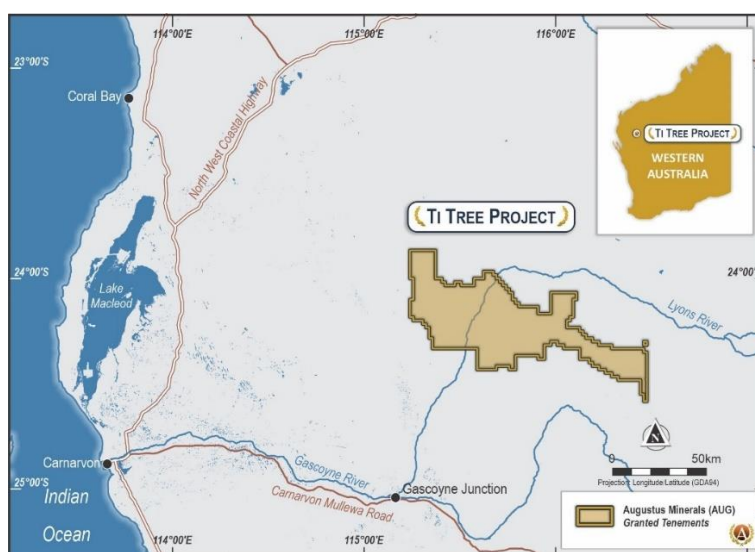 114°00'E
115°00'E
116°00'E
23°00'S
Coral Bay
North West Coastal Highway
TI TREE PROJECT
WESTERN
AUSTRALIA
TI TREE PROJECT
24°00'S
24°00'
Lake
Macleod
Lyons River
Carnarvon
Gascoyne River
Carnarvon Mullewa Road
Gascoyne Junction
25°00'S
Indian
Ocean
N
0
50km
Projection: Longitude/Latitude (GDA94)
Augustus Minerals (AUG)
Granted Tenements
114°00'E
115°00'E